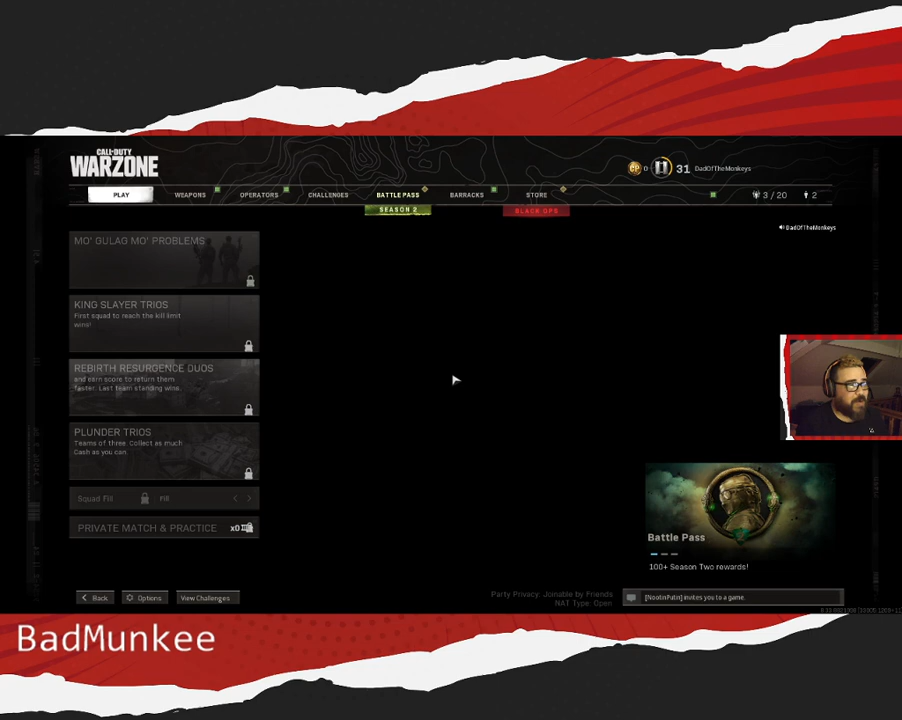 CALL OF DUTY
WARZONE
CP 0 31 DadOfTheMonkeys
PLAY WEAPONS OPERATORS CHALLENGES BATTLE PASS BARRACKS STORE 3 / 20 2
SEASON 2 BLACK OPS
DadOfTheMonkeys
MO' GULAG MO' PROBLEMS
KING SLAYER TRIOS
First squad to reach the kill limit
wins!
REBIRTH RESURGENCE DUOS
and earn score to return them
faster. Last team standing wins.
PLUNDER TRIOS
Teams of three. Collect as much
Cash as you can.
Squad Fill Fill
PRIVATE MATCH & PRACTICE x0
Battle Pass
100+ Season Two rewards!
Back Options View Challenges
Party Privacy: Joinable by Friends
NAT Type: Open
[NootinPutin] invites you to a game.
BadMunkee